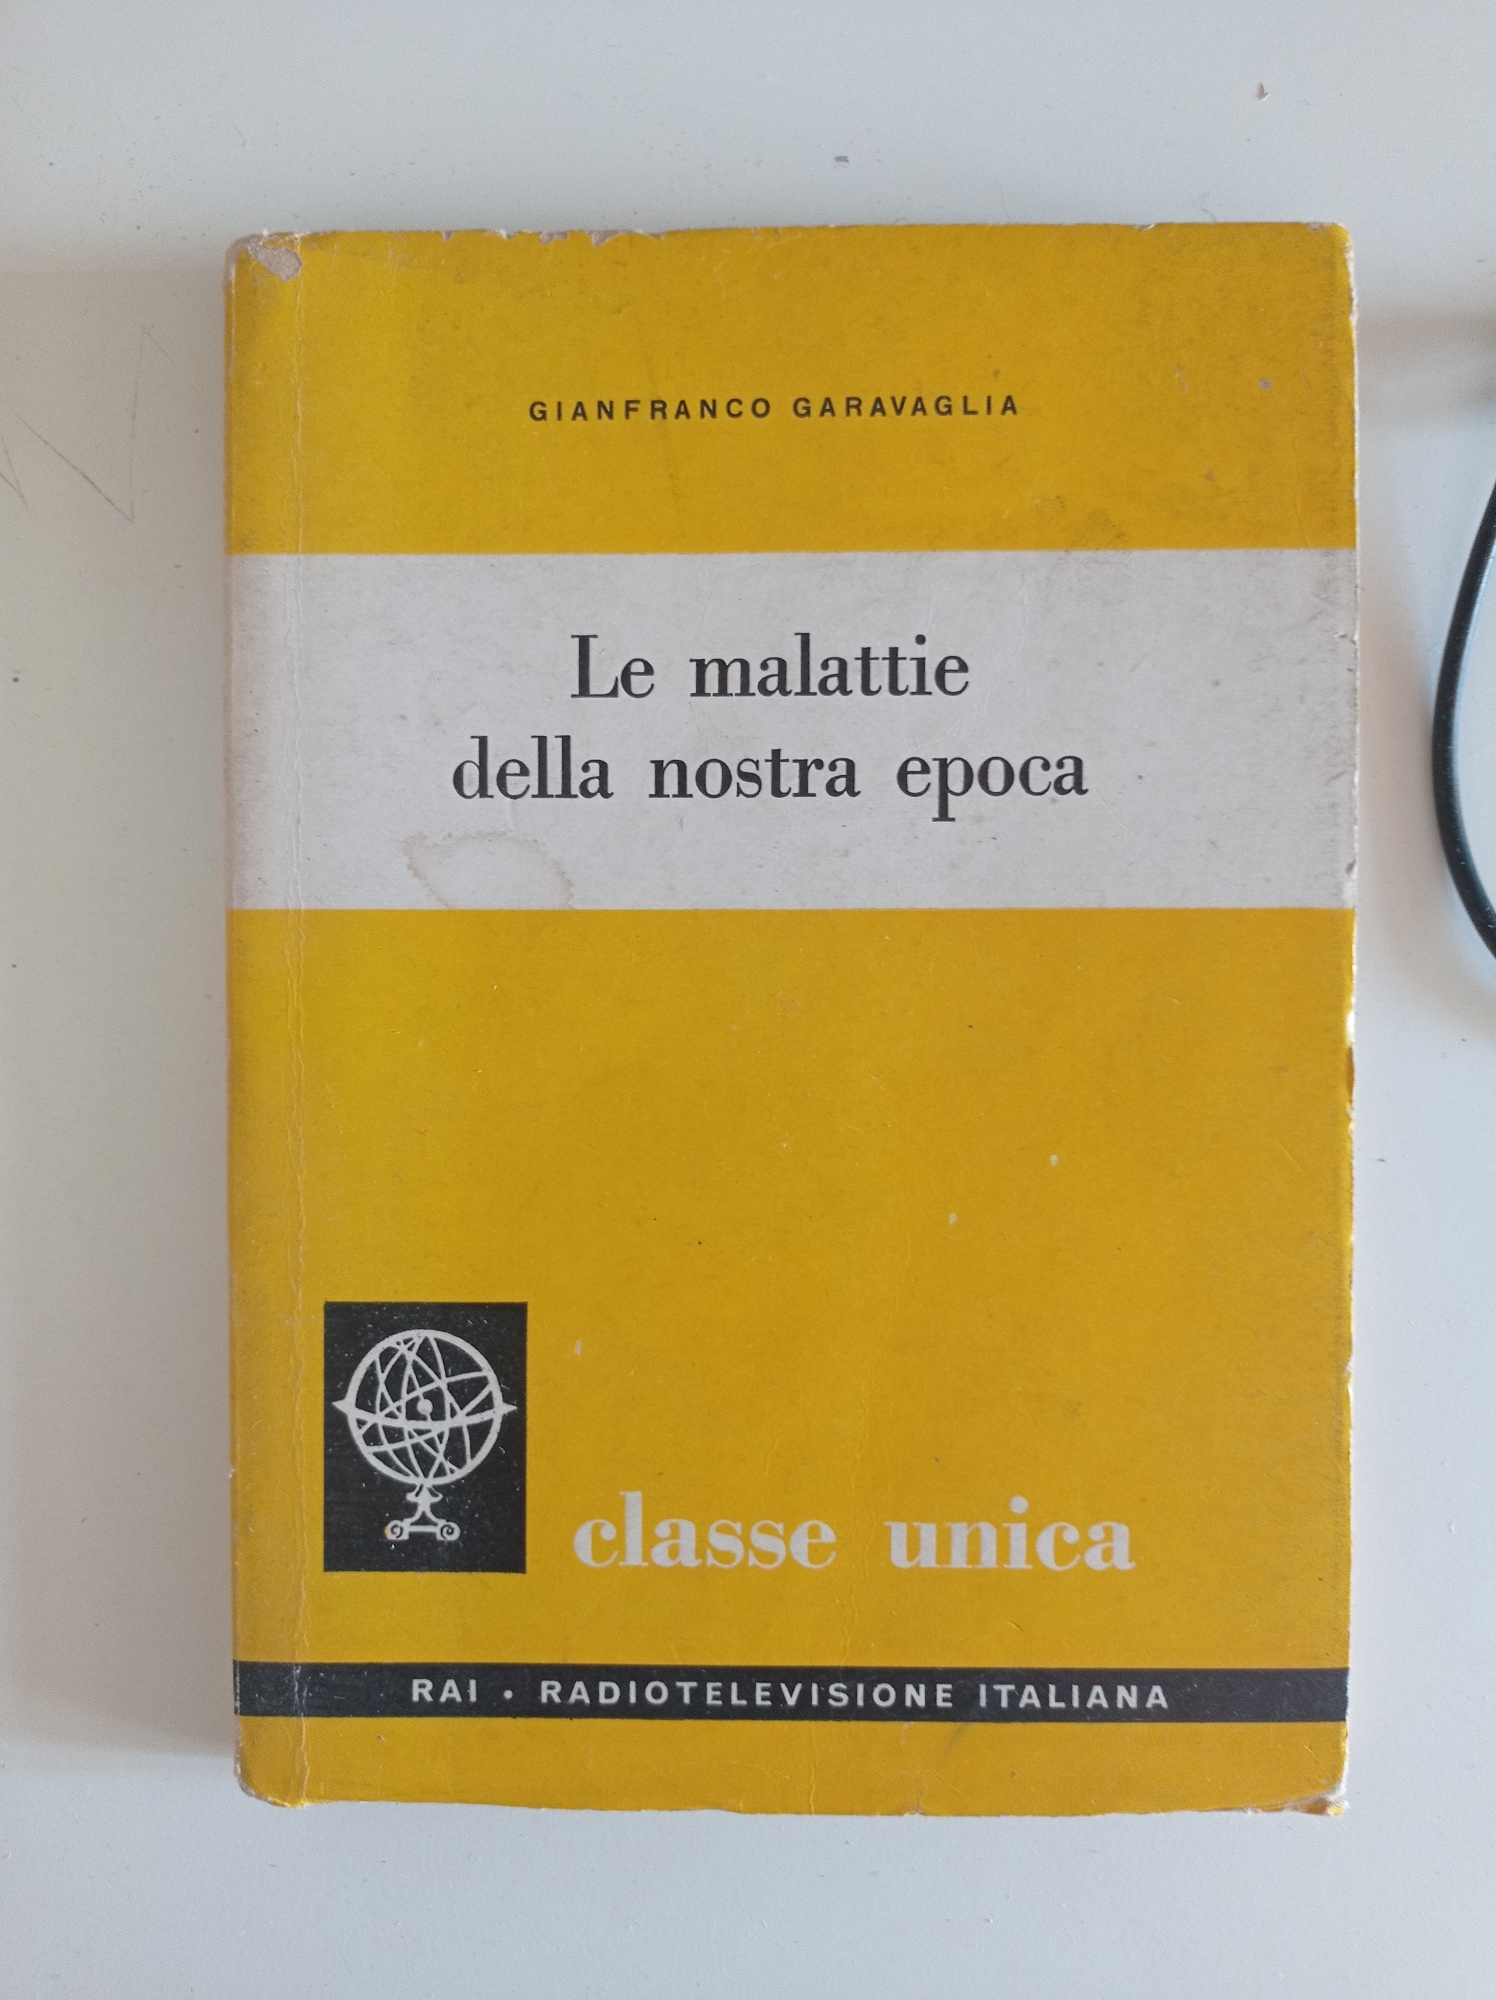 GIANFRANCO GARAVAGLIA
Le malattie
della nostra epoca
classe unica
RAI • RADIOTELEVISIONE ITALIANA